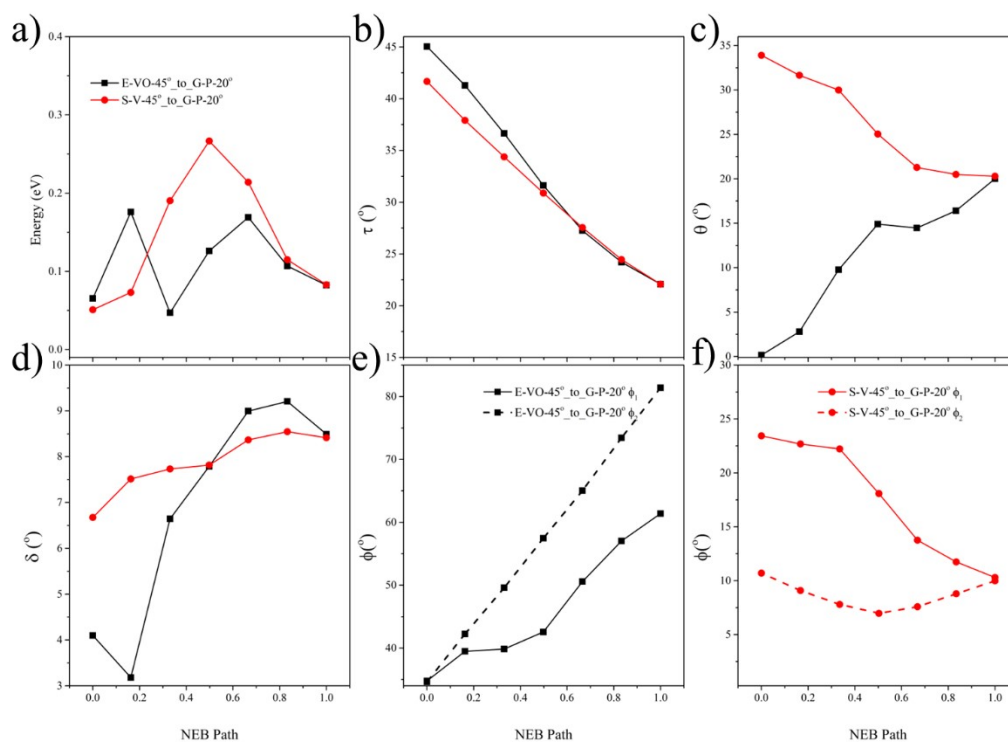 a)
0.4
0.3
0.2
0.1
0.0
Energy (eV)
E-VO-45°_to_G-P-20°
S-V-45°_to_G-P-20°
b)
45
40
35
30
25
20
15
τ (°)
c)
35
30
25
20
15
10
5
0
θ (°)
d)
10
9
8
7
6
5
4
3
δ (°)
0.0 0.2 0.4 0.6 0.8 1.0
NEB Path
e)
80
70
60
50
40
ϕ(°)
E-VO-45°_to_G-P-20° ϕ₁
E-VO-45°_to_G-P-20° ϕ₂
0.0 0.2 0.4 0.6 0.8 1.0
NEB Path
f)
30
25
20
15
10
5
ϕ(°)
S-V-45°_to_G-P-20° ϕ₁
S-V-45°_to_G-P-20° ϕ₂
0.0 0.2 0.4 0.6 0.8 1.0
NEB Path